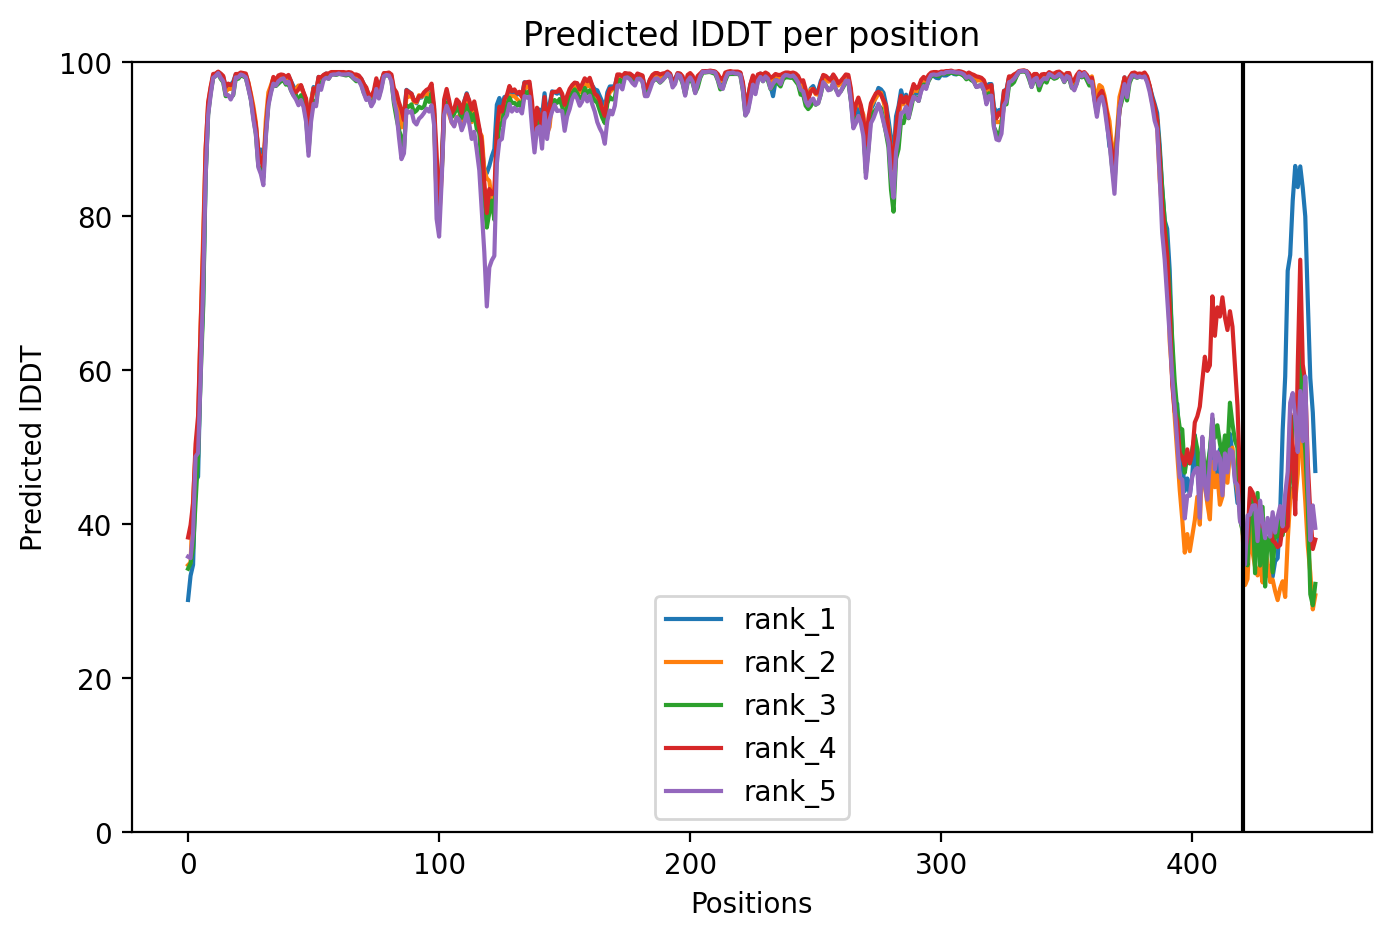 Predicted lDDT per position
100
80
60
40
20
0
Predicted lDDT
rank_1
rank_2
rank_3
rank_4
rank_5
0 100 200 300 400
Positions